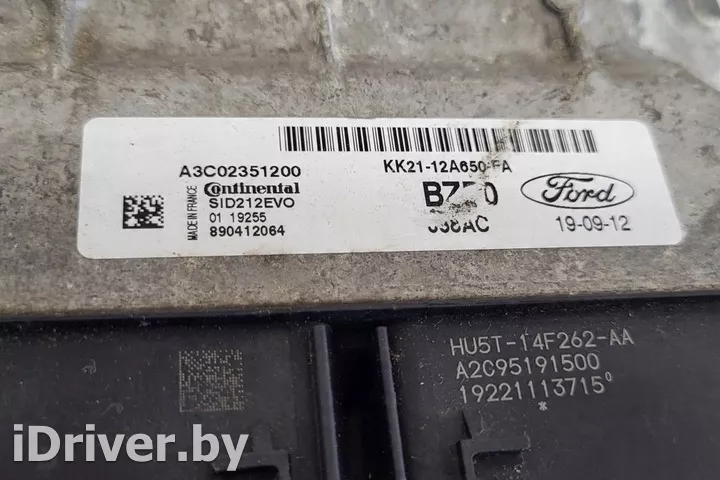 A3C02351200
Continental
SID212EVO
01 19255
890412064
MADE IN FRANCE
KK21-12A650-
Ford
19-09-12
HU5T-14F262-AA
A2C95191500
19221113715
iDriver.by